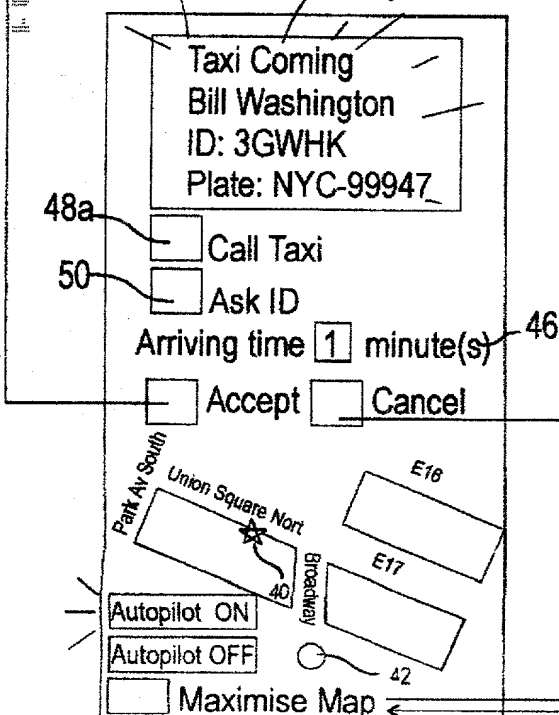 Taxi Coming
Bill Washington
ID: 3GWHK
Plate: NYC-99947
48a
Call Taxi
50
Ask ID
Arriving time 1 minute(s)
46
Accept Cancel
Park Av South
Union Square Nort
E16
40
Broadway
E17
Autopilot ON
Autopilot OFF
42
Maximise Map